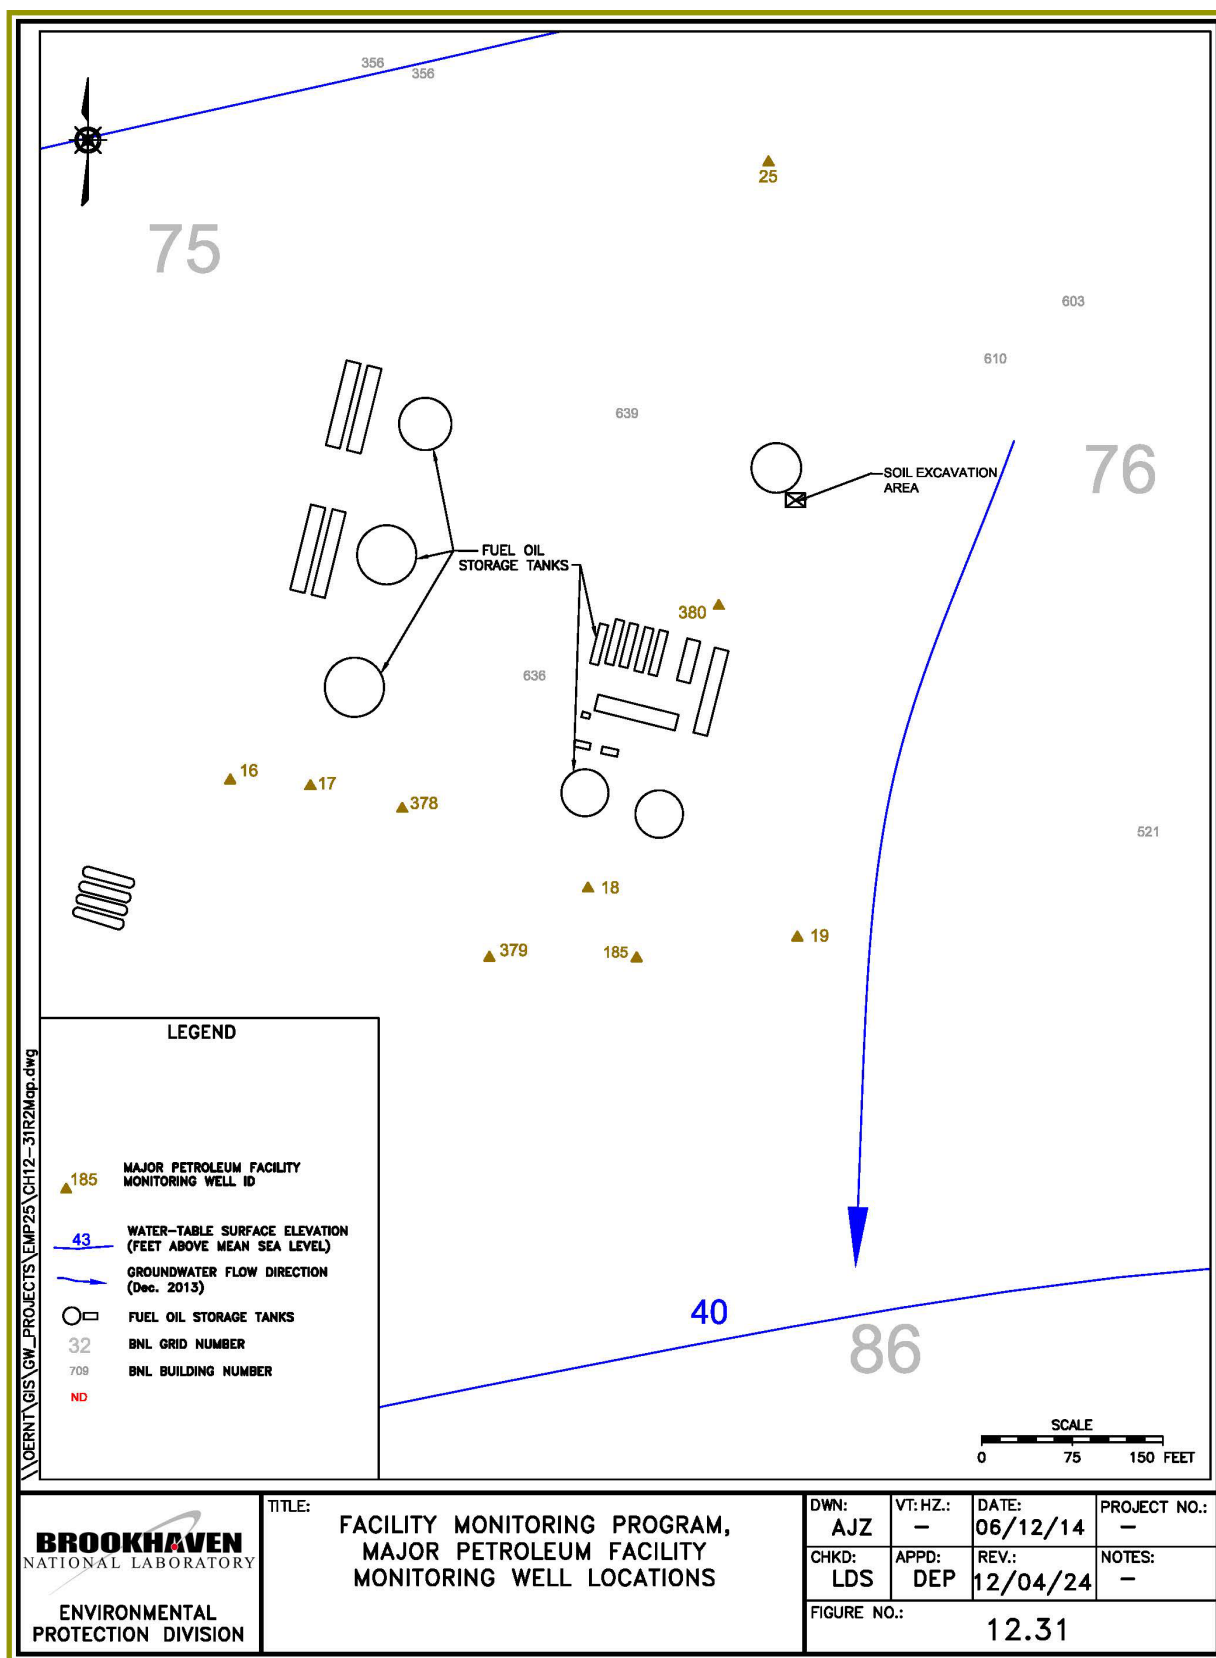 356
356
25
75
603
610
639
76
SOIL EXCAVATION
AREA
FUEL OIL
STORAGE TANKS
380
636
16
17
378
521
18
19
379
185
LEGEND
185
MAJOR PETROLEUM FACILITY
MONITORING WELL ID
43
WATER-TABLE SURFACE ELEVATION
(FEET ABOVE MEAN SEA LEVEL)
GROUNDWATER FLOW DIRECTION
(Dec. 2013)
FUEL OIL STORAGE TANKS
32
BNL GRID NUMBER
709
BNL BUILDING NUMBER
ND
40
86
SCALE
0 75 150 FEET
\\OERNT\GIS\GW_PROJECTS\EMP25\CH12-31R2Map.dwg
BROOKHAVEN
NATIONAL LABORATORY
ENVIRONMENTAL
PROTECTION DIVISION
TITLE:
FACILITY MONITORING PROGRAM,
MAJOR PETROLEUM FACILITY
MONITORING WELL LOCATIONS
DWN:
AJZ
VT: HZ.:
–
DATE:
06/12/14
PROJECT NO.:
–
CHKD:
LDS
APPD:
DEP
REV.:
12/04/24
NOTES:
–
FIGURE NO.:
12.31